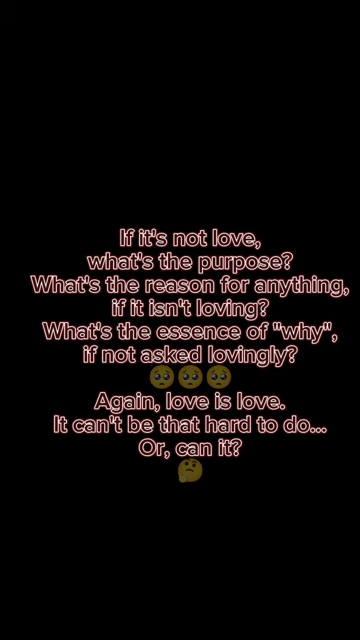 If it's not love,
what's the purpose?
What's the reason for anything,
if it isn't loving?
What's the essence of "why",
if not asked lovingly?
🥺🥺🥺
Again, love is love.
It can't be that hard to do...
Or, can it?
🤔